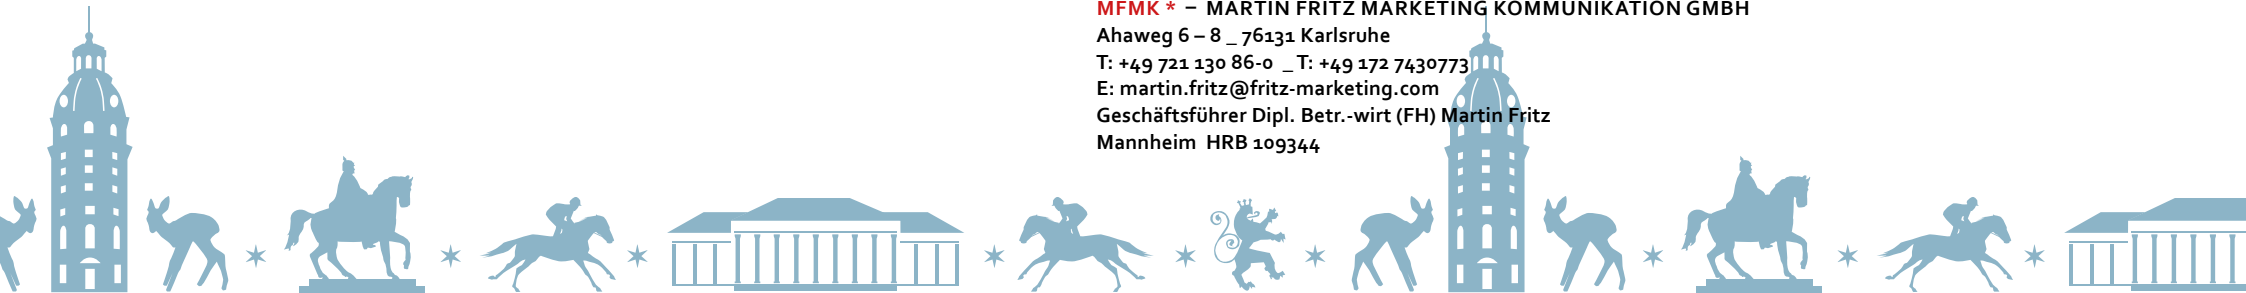 MFMK * – MARTIN FRITZ MARKETING KOMMUNIKATION GMBH
Ahaweg 6 – 8 _ 76131 Karlsruhe
T: +49 721 130 86-0 _ T: +49 172 7430773
E: martin.fritz@fritz-marketing.com
Geschäftsführer Dipl. Betr.-wirt (FH) Martin Fritz
Mannheim HRB 109344